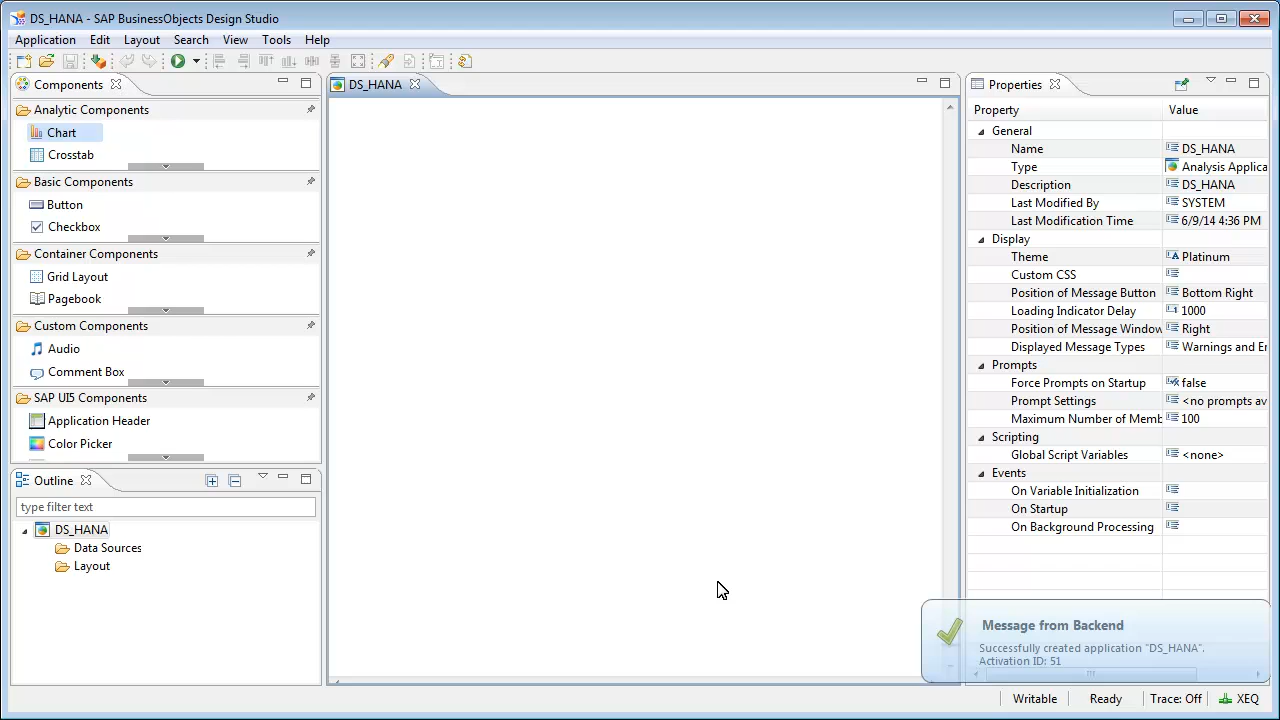 DS_HANA - SAP BusinessObjects Design Studio
Application Edit Layout Search View Tools Help
Components
Analytic Components
Chart
Crosstab
Basic Components
Button
Checkbox
Container Components
Grid Layout
Pagebook
Custom Components
Audio
Comment Box
SAP UI5 Components
Application Header
Color Picker
Outline
type filter text
DS_HANA
Data Sources
Layout
DS_HANA
Properties
Property Value
General
Name DS_HANA
Type Analysis Applica
Description DS_HANA
Last Modified By SYSTEM
Last Modification Time 6/9/14 4:36 PM
Display
Theme Platinum
Custom CSS
Position of Message Button Bottom Right
Loading Indicator Delay 1000
Position of Message Window Right
Displayed Message Types Warnings and Er
Prompts
Force Prompts on Startup false
Prompt Settings <no prompts av
Maximum Number of Memb 100
Scripting
Global Script Variables <none>
Events
On Variable Initialization
On Startup
On Background Processing
Message from Backend
Successfully created application "DS_HANA".
Activation ID: 51
Writable Ready Trace: Off XEQ